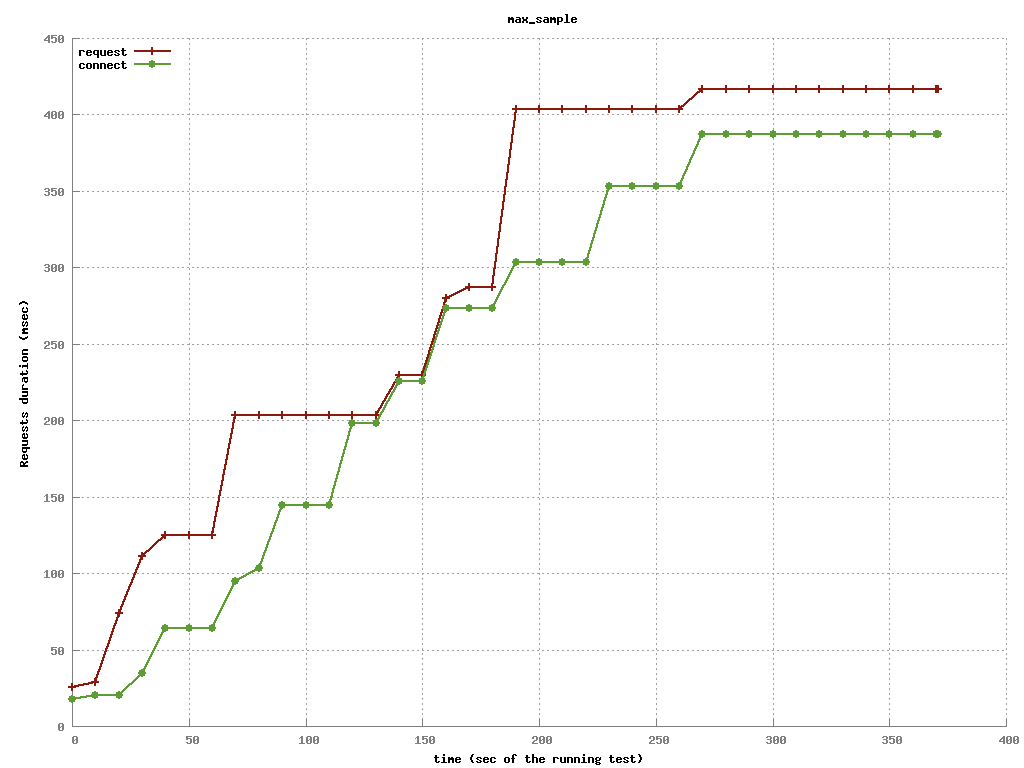 max_sample
request
connect
450
400
350
300
250
200
150
100
50
0
Requests duration (msec)
0 50 100 150 200 250 300 350 400
time (sec of the running test)